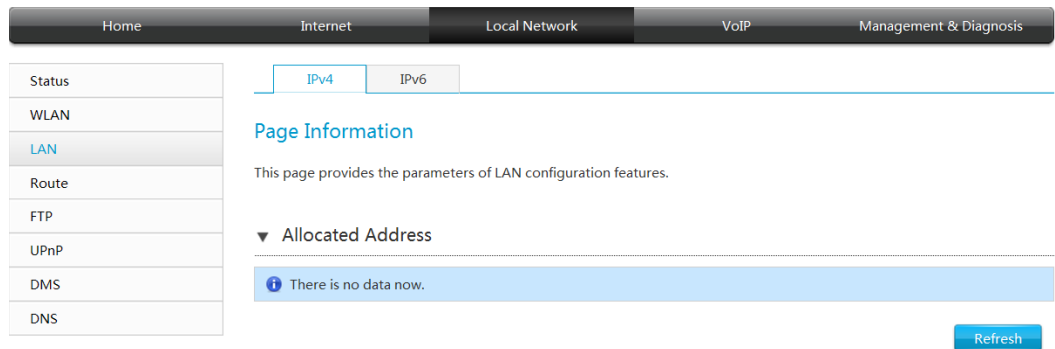 Home Internet Local Network VoIP Management & Diagnosis
Status
WLAN
LAN
Route
FTP
UPnP
DMS
DNS
IPv4 IPv6
Page Information
This page provides the parameters of LAN configuration features.
Allocated Address
There is no data now.
Refresh